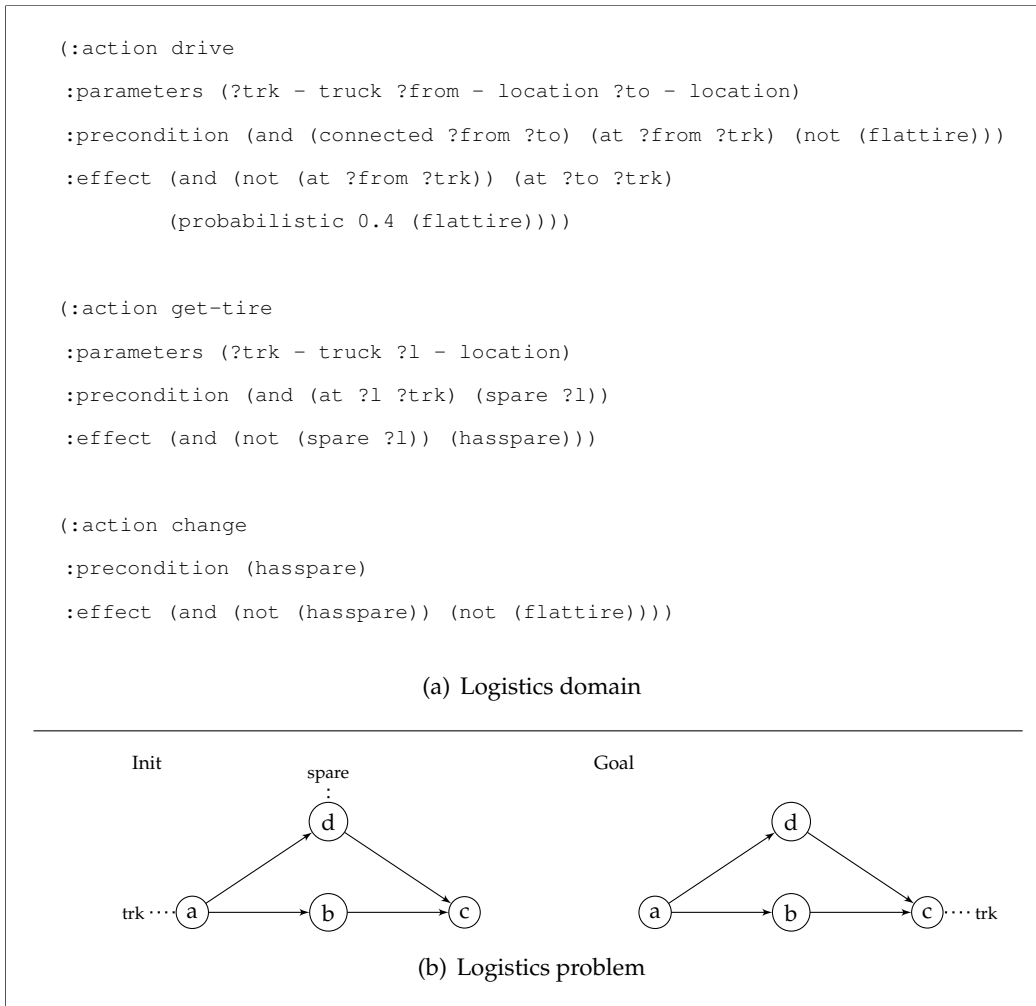 (:action drive
:parameters (?trk - truck ?from - location ?to - location)
:precondition (and (connected ?from ?to) (at ?from ?trk) (not (flattire)))
:effect (and (not (at ?from ?trk)) (at ?to ?trk)
(probabilistic 0.4 (flattire))))
(:action get-tire
:parameters (?trk - truck ?l - location)
:precondition (and (at ?l ?trk) (spare ?l))
:effect (and (not (spare ?l)) (hasspare)))
(:action change
:precondition (hasspare)
:effect (and (not (hasspare)) (not (flattire))))
(a) Logistics domain
Init
Goal
spare
d
d
trk a b c
a b c trk
(b) Logistics problem